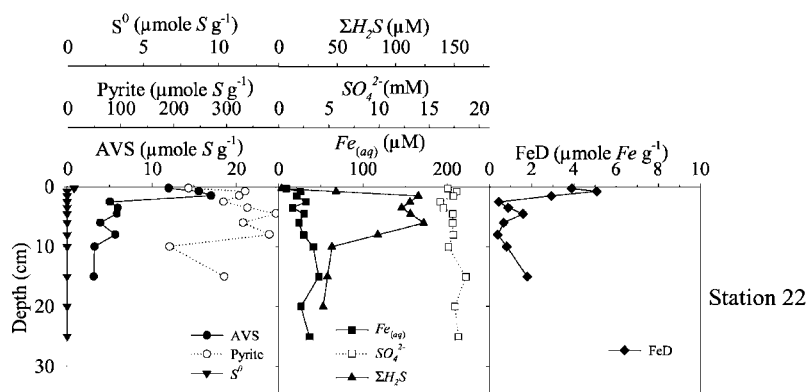 S⁰ (µmole S g⁻¹) ΣH₂S (µM)
0 5 10 0 50 100 150
Pyrite (µmole S g⁻¹) SO₄²⁻(mM)
0 100 200 300 0 5 10 15 20
AVS (µmole S g⁻¹) Fe(aq) (µM) FeD (µmole Fe g⁻¹)
0 10 20 0 100 200 0 2 4 6 8 10
0
10
20
30
Depth (cm)
AVS
Pyrite
S⁰
Fe(aq)
SO₄²⁻
ΣH₂S
FeD
Station 22